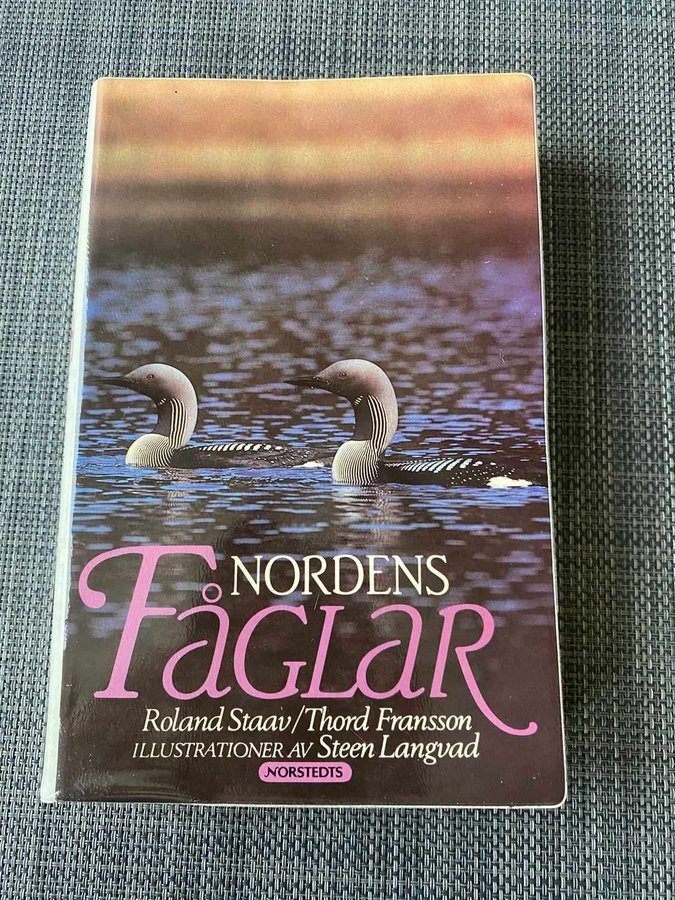 NORDENS
FÅGLAR
Roland Staav/Thord Fransson
ILLUSTRATIONER AV Steen Langvad
NORSTEDTS